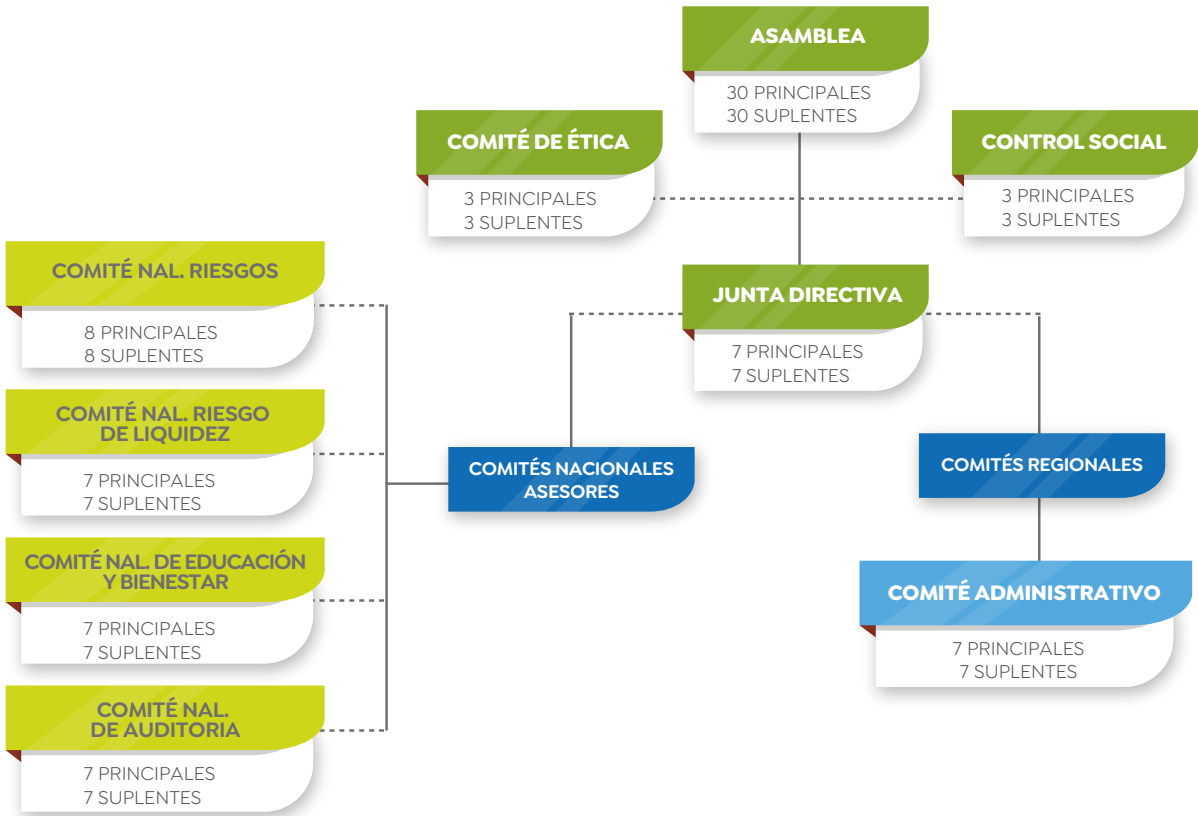 ASAMBLEA
30 PRINCIPALES
30 SUPLENTES
COMITÉ DE ÉTICA
3 PRINCIPALES
3 SUPLENTES
CONTROL SOCIAL
3 PRINCIPALES
3 SUPLENTES
JUNTA DIRECTIVA
7 PRINCIPALES
7 SUPLENTES
COMITÉ NAL. RIESGOS
8 PRINCIPALES
8 SUPLENTES
COMITÉ NAL. RIESGO
DE LIQUIDEZ
7 PRINCIPALES
7 SUPLENTES
COMITÉ NAL. DE EDUCACIÓN
Y BIENESTAR
7 PRINCIPALES
7 SUPLENTES
COMITÉ NAL.
DE AUDITORIA
7 PRINCIPALES
7 SUPLENTES
COMITÉS NACIONALES
ASESORES
COMITÉS REGIONALES
COMITÉ ADMINISTRATIVO
7 PRINCIPALES
7 SUPLENTES